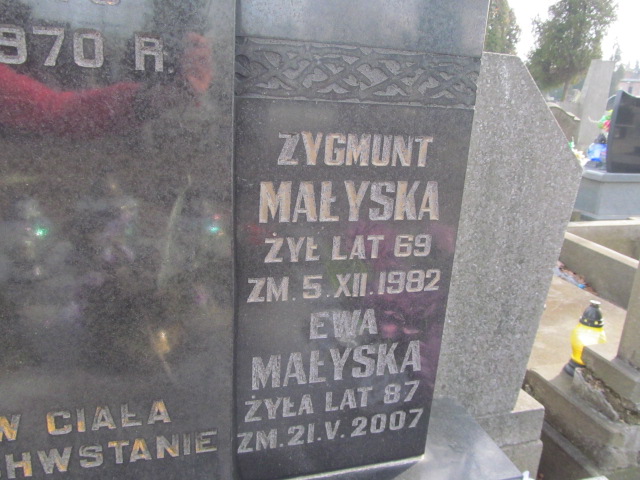 970 R.
W CIAŁA
ZYGMUNT
MAŁYSKA
ŻYŁ LAT 69
ZM. 5. XII. 1982
EWA
MAŁYSKA
ŻYŁA LAT 87
ZM. 21. V. 2007